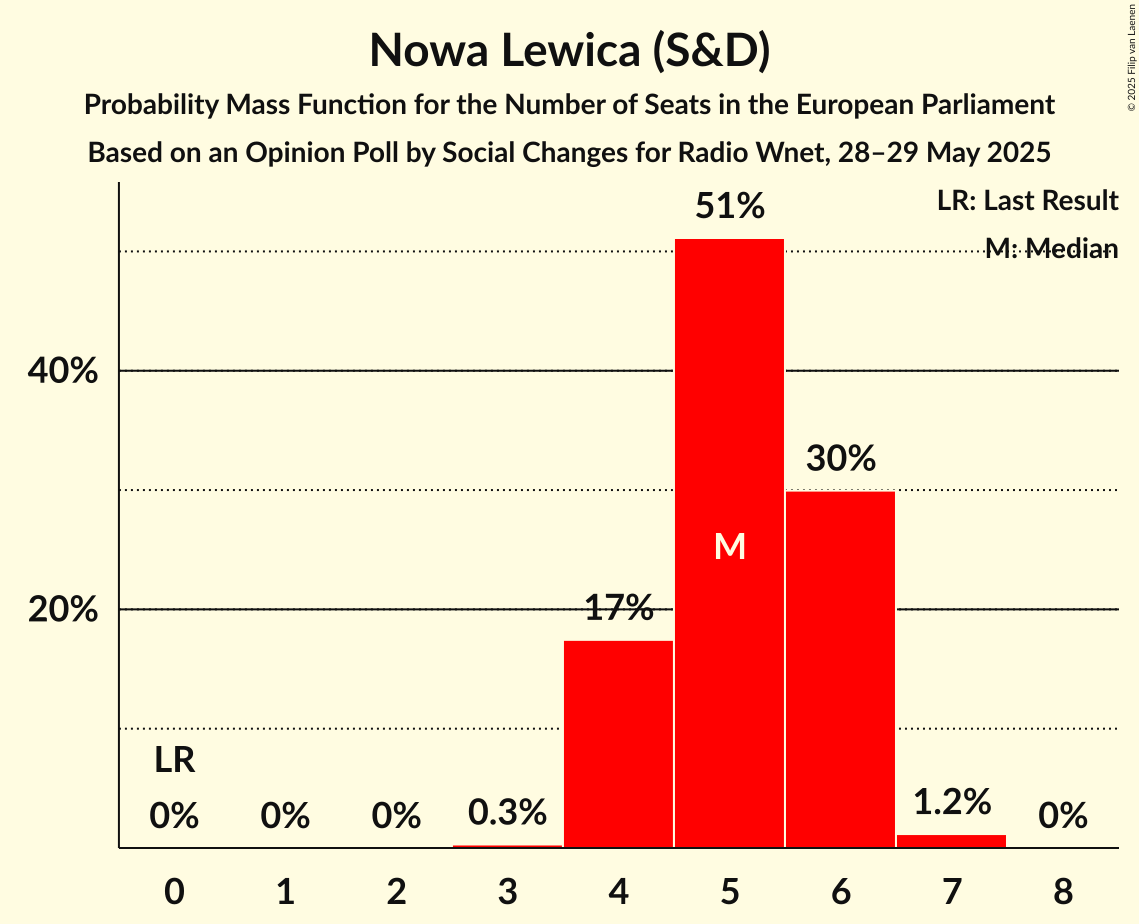 Nowa Lewica (S&D)
Probability Mass Function for the Number of Seats in the European Parliament
Based on an Opinion Poll by Social Changes for Radio Wnet, 28–29 May 2025
© 2025 Filip van Laenen
LR: Last Result
M: Median
51%
40%
30%
M
20%
17%
LR
0%
0%
0%
0.3%
1.2%
0%
0 1 2 3 4 5 6 7 8